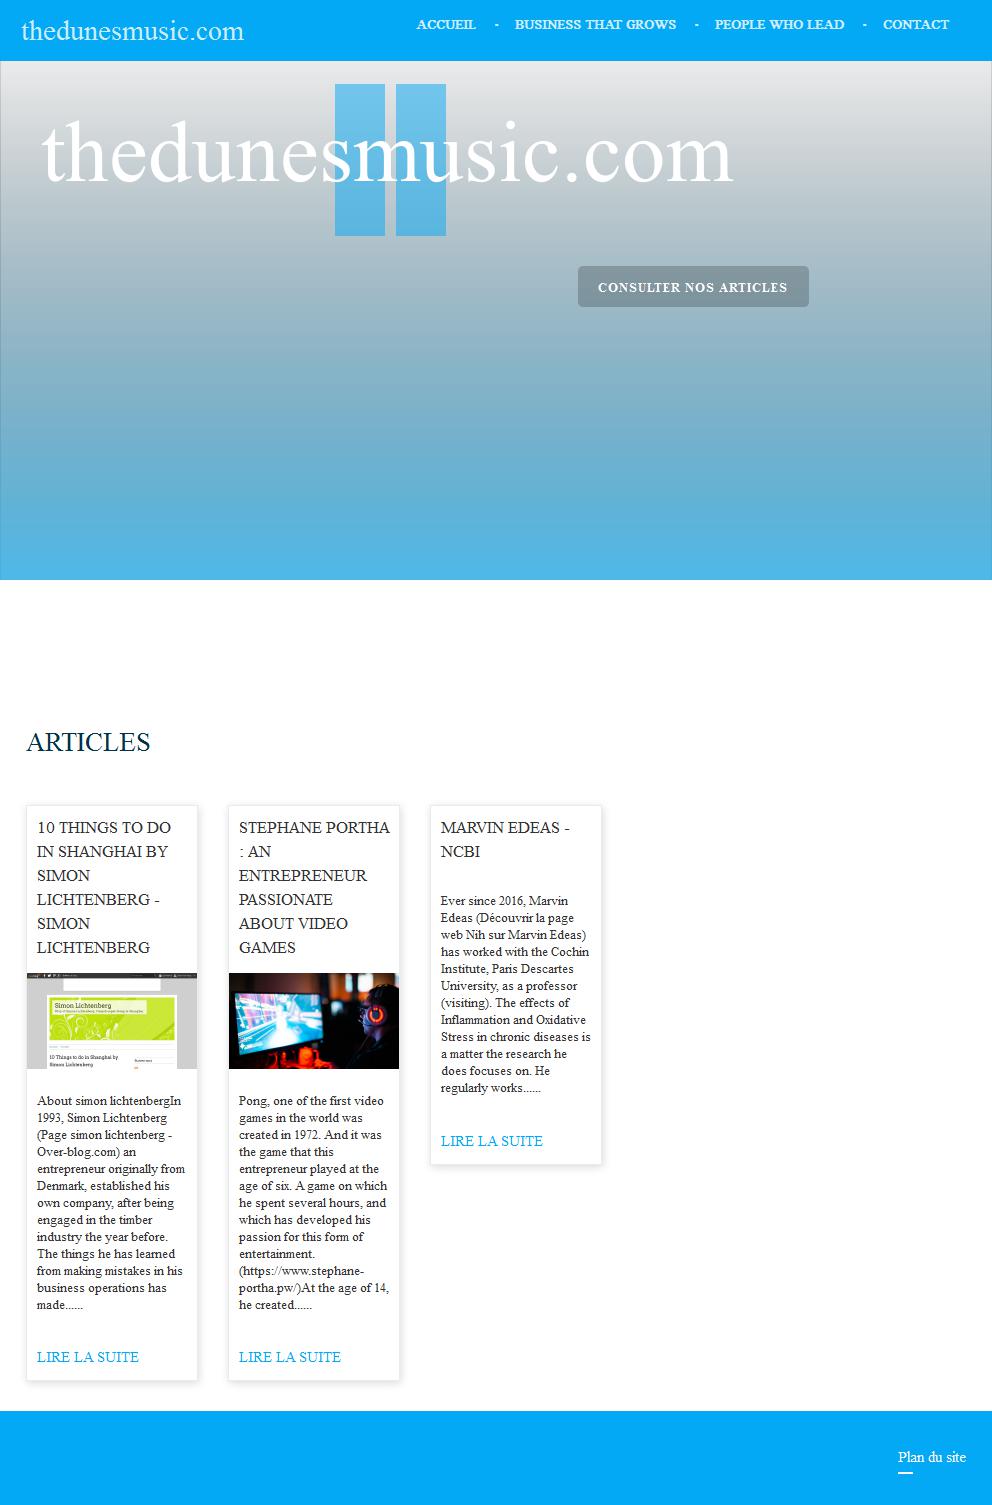 thedunesmusic.com
ACCUEIL - BUSINESS THAT GROWS - PEOPLE WHO LEAD - CONTACT
thedunesmusic.com
CONSULTER NOS ARTICLES
ARTICLES
10 THINGS TO DO
IN SHANGHAI BY
SIMON
LICHTENBERG -
SIMON
LICHTENBERG
Simon Lichtenberg
10 Things to do in Shanghai by
Simon Lichtenberg
About simon lichtenbergIn
1993, Simon Lichtenberg
(Page simon lichtenberg -
Over-blog.com) an
entrepreneur originally from
Denmark, established his
own company, after being
engaged in the timber
industry the year before.
The things he has learned
from making mistakes in his
business operations has
made......
LIRE LA SUITE
STEPHANE PORTHA
: AN
ENTREPRENEUR
PASSIONATE
ABOUT VIDEO
GAMES
Pong, one of the first video
games in the world was
created in 1972. And it was
the game that this
entrepreneur played at the
age of six. A game on which
he spent several hours, and
which has developed his
passion for this form of
entertainment.
(https://www.stephane-
portha.pw/)At the age of 14,
he created......
LIRE LA SUITE
MARVIN EDEAS -
NCBI
Ever since 2016, Marvin
Edeas (Découvrir la page
web Nih sur Marvin Edeas)
has worked with the Cochin
Institute, Paris Descartes
University, as a professor
(visiting). The effects of
Inflammation and Oxidative
Stress in chronic diseases is
a matter the research he
does focuses on. He
regularly works......
LIRE LA SUITE
Plan du site